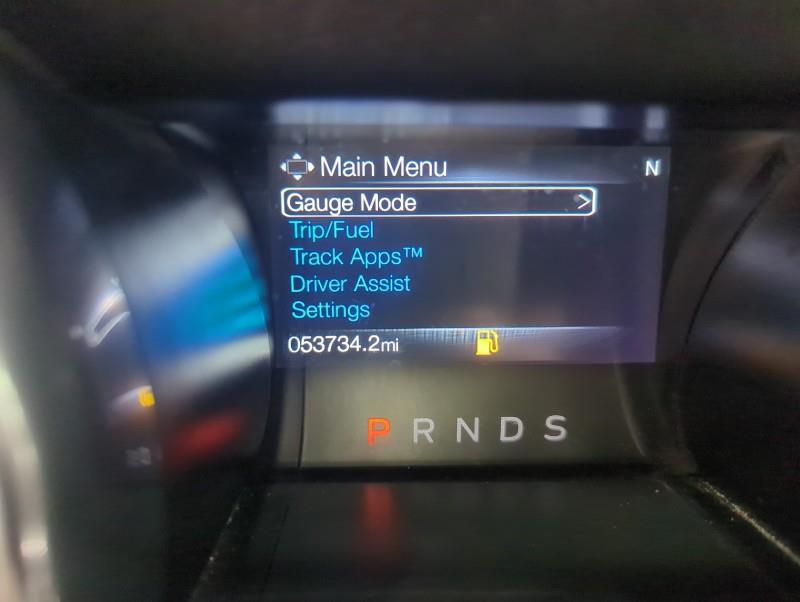 Main Menu N
Gauge Mode >
Trip/Fuel
Track Apps™
Driver Assist
Settings
053734.2mi
P R N D S